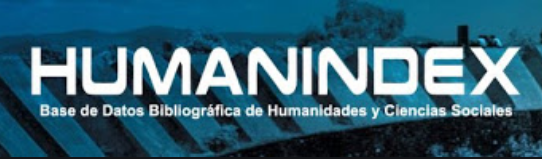 HUMANINDEX
Base de Datos Bibliográfica de Humanidades y Ciencias Sociales